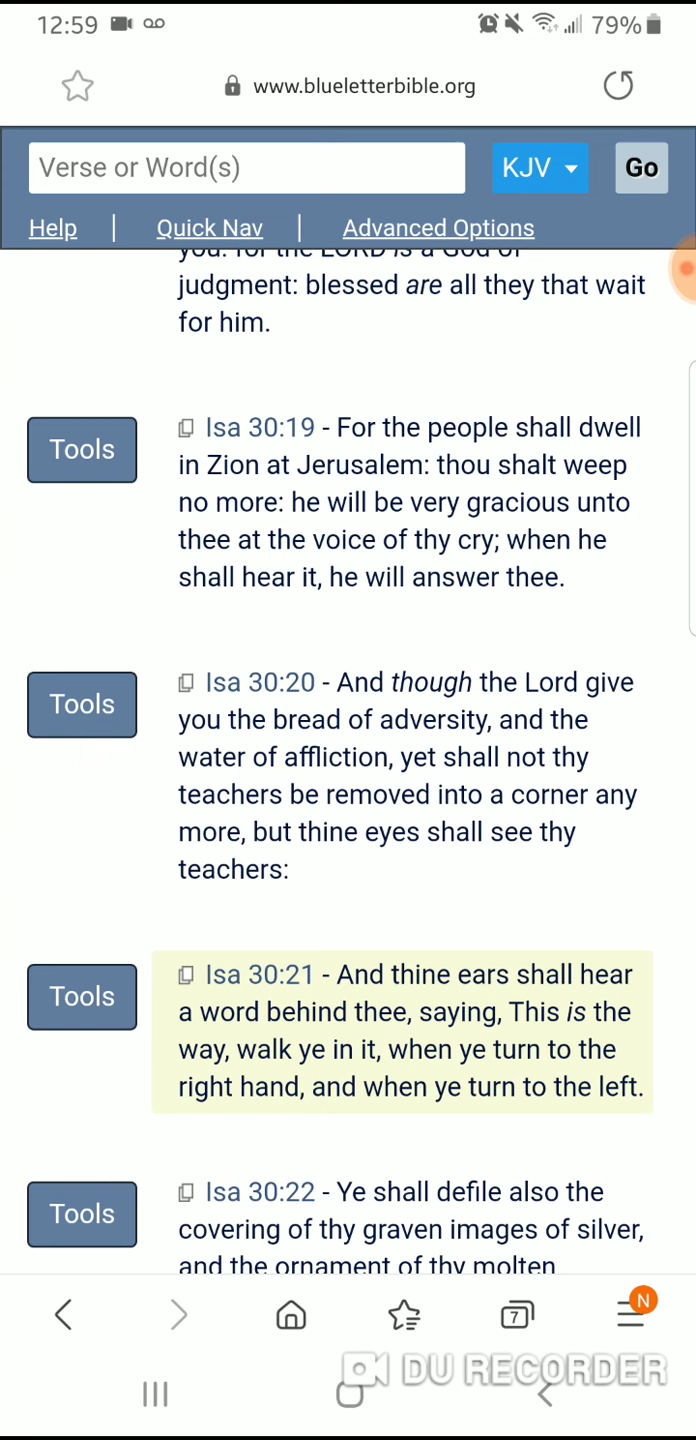 12:59
79%
www.blueletterbible.org
Verse or Word(s)
KJV
Go
Help | Quick Nav | Advanced Options
you: for the LORD is a God of
judgment: blessed are all they that wait
for him.
Tools
Isa 30:19 - For the people shall dwell
in Zion at Jerusalem: thou shalt weep
no more: he will be very gracious unto
thee at the voice of thy cry; when he
shall hear it, he will answer thee.
Tools
Isa 30:20 - And though the Lord give
you the bread of adversity, and the
water of affliction, yet shall not thy
teachers be removed into a corner any
more, but thine eyes shall see thy
teachers:
Tools
Isa 30:21 - And thine ears shall hear
a word behind thee, saying, This is the
way, walk ye in it, when ye turn to the
right hand, and when ye turn to the left.
Tools
Isa 30:22 - Ye shall defile also the
covering of thy graven images of silver,
and the ornament of thy molten
7
N
DU RECORDER